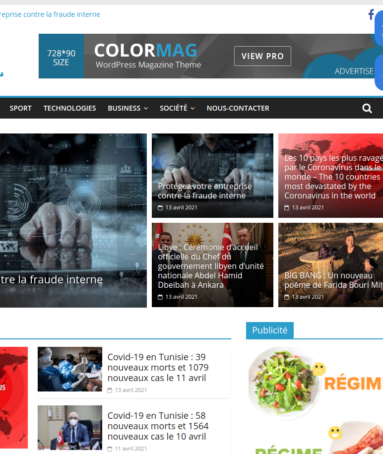 reprise contre la fraude interne
728*90
SIZE
COLORMAG
WordPress Magazine Theme
VIEW PRO
ADVERTISE
SPORT TECHNOLOGIES BUSINESS SOCIÉTÉ NOUS-CONTACTER
tre la fraude interne
Protégez votre entreprise
contre la fraude interne
13 avril 2021
Les 10 pays les plus ravagé
par le Coronavirus dans le
monde – The 10 countries
most devastated by the
Coronavirus in the world
13 avril 2021
Libye : Cérémonie d'accueil
officielle du Chef du
gouvernement libyen d'unité
nationale Abdel Hamid
Dbeibah à Ankara
13 avril 2021
BIG BANG : Un nouveau
poème de Farida Bouri Mih
13 avril 2021
Publicité
US
Covid-19 en Tunisie : 39
nouveaux morts et 1079
nouveaux cas le 11 avril
13 avril 2021
Covid-19 en Tunisie : 58
nouveaux morts et 1564
nouveaux cas le 10 avril
11 avril 2021
RÉGIM
RÉGIME